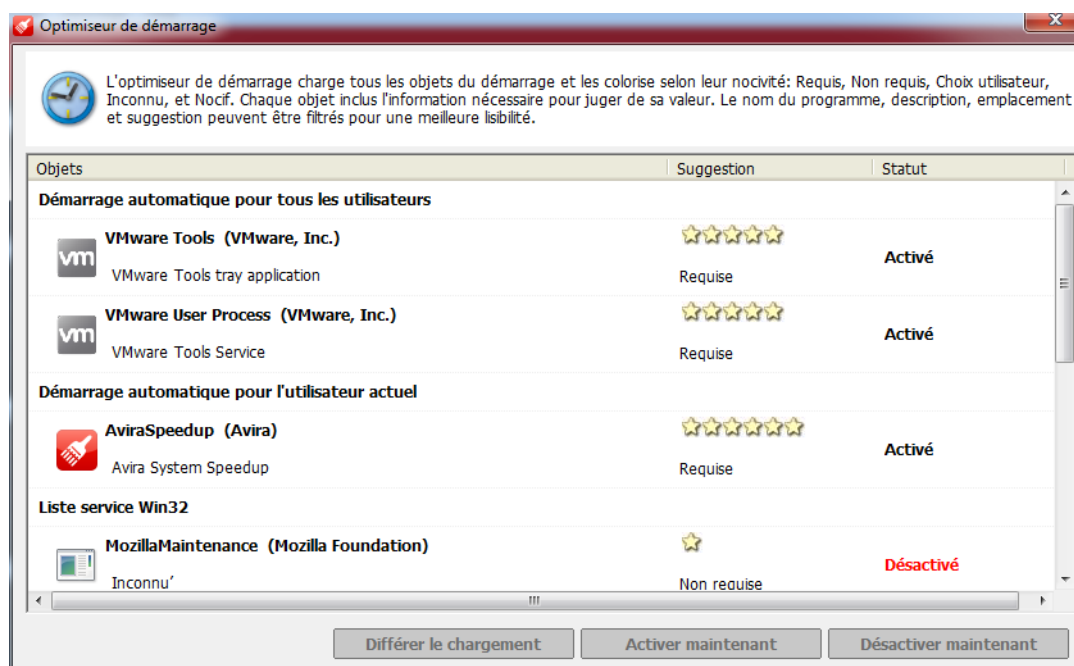 Optimiseur de démarrage
x
L'optimiseur de démarrage charge tous les objets du démarrage et les colorise selon leur nocivité: Requis, Non requis, Choix utilisateur,
Inconnu, et Nocif. Chaque objet inclus l'information nécessaire pour juger de sa valeur. Le nom du programme, description, emplacement
et suggestion peuvent être filtrés pour une meilleure lisibilité.
Objets Suggestion Statut
Démarrage automatique pour tous les utilisateurs
vm VMware Tools (VMware, Inc.)
VMware Tools tray application Requise Activé
vm VMware User Process (VMware, Inc.)
VMware Tools Service Requise Activé
Démarrage automatique pour l'utilisateur actuel
AviraSpeedup (Avira)
Avira System Speedup Requise Activé
Liste service Win32
MozillaMaintenance (Mozilla Foundation)
Inconnu' Non requise Désactivé
Différer le chargement Activer maintenant Désactiver maintenant